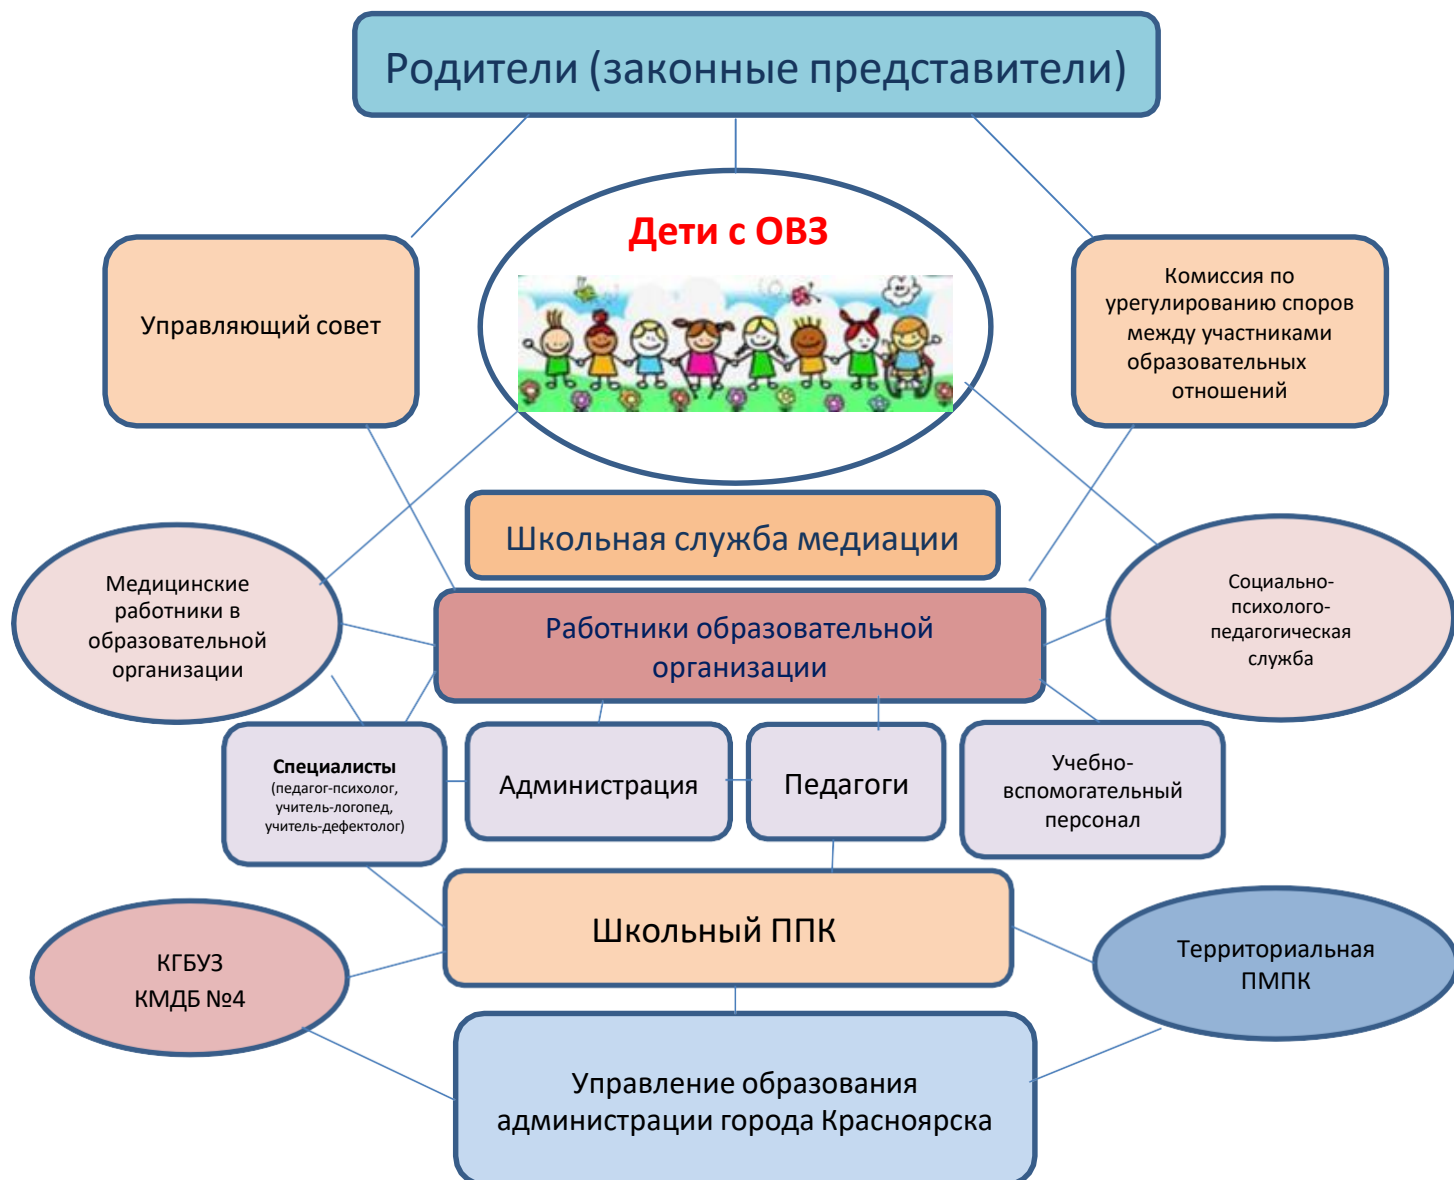 Родители (законные представители)
Дети с ОВЗ
Управляющий совет
Комиссия по
урегулированию споров
между участниками
образовательных
отношений
Школьная служба медиации
Медицинские
работники в
образовательной
организации
Работники образовательной
организации
Социально-
психолого-
педагогическая
служба
Специалисты
(педагог-психолог,
учитель-логопед,
учитель-дефектолог)
Администрация
Педагоги
Учебно-
вспомогательный
персонал
Школьный ППК
КГБУЗ
КМДБ №4
Территориальная
ПМПК
Управление образования
администрации города Красноярска